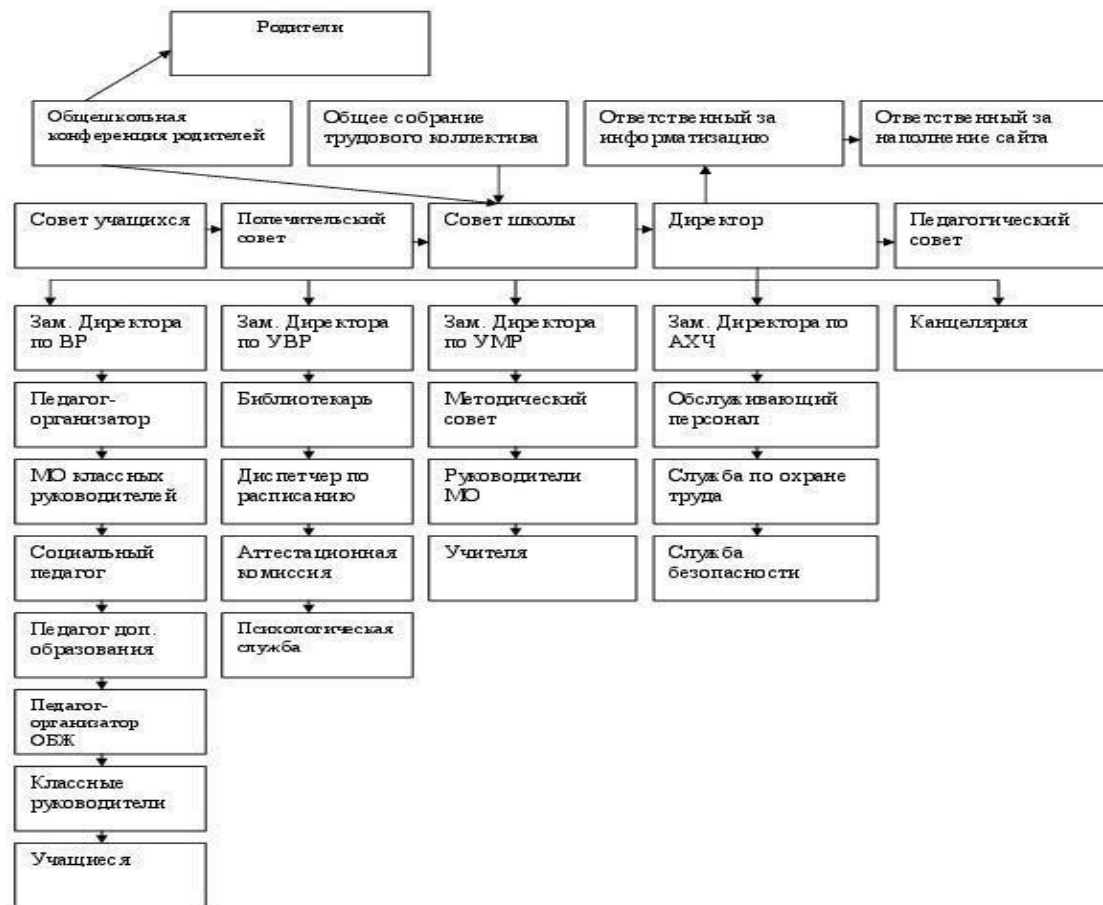 Родители
Общешкольная
конференция родителей
Общее собрание
трудового коллектива
Ответственный за
информатизацию
Ответственный за
наполнение сайта
Совет учащихся
Попечительский
совет
Совет школы
Директор
Педагогический
совет
Зам. Директора
по ВР
Зам. Директора
по УВР
Зам. Директора
по УМР
Зам. Директора по
АХЧ
Канцелярия
Педагог-
организатор
Библиотекарь
Методический
совет
Обслуживающий
персонал
МО классных
руководителей
Диспетчер по
расписанию
Руководители
МО
Служба по охране
труда
Социальный
педагог
Аттестационная
комиссия
Учителя
Служба
безопасности
Педагог доп.
образования
Психологическая
служба
Педагог-
организатор
ОБЖ
Классные
руководители
Учащиеся